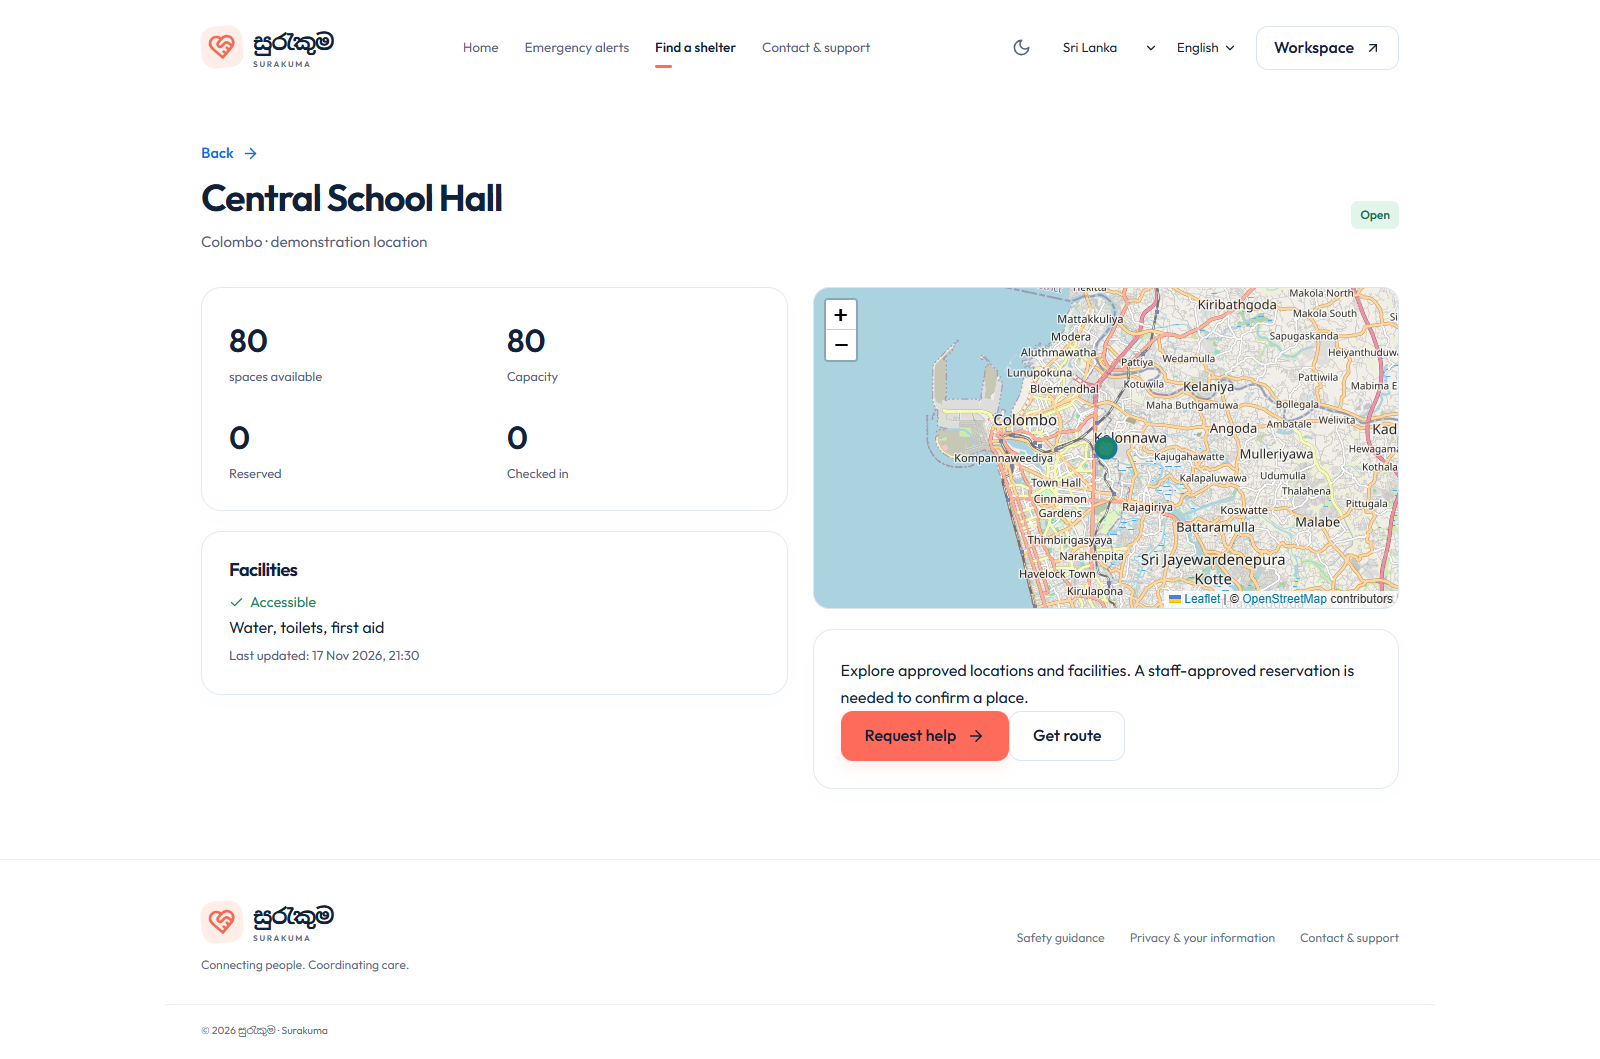 සුරැකුම
SURAKUMA
Home
Emergency alerts
Find a shelter
Contact & support
Sri Lanka
English
Workspace
Back
Central School Hall
Colombo · demonstration location
Open
80
spaces available
80
Capacity
0
Reserved
0
Checked in
Facilities
Accessible
Water, toilets, first aid
Last updated: 17 Nov 2026, 21:30
+
−
Hekitta
Makola North
Kiribathgoda
Makola South
Mattakkuliya
Modera
Sapugaskanda
Aluthmawatha
Pattiya
Wedamulla
Heiyanthuduw
Lunupokuna
Kotuwila
Kelaniya
Pattiwila
Mabima E
Bloemendhal
Maha Buthgamuwa
Bollegala
Colombo
Angoda
Ambatale
Welivita
Kad
Kolonnawa
Kompannaweediya
Kajugahawatte
Mulleriyawa
Hewagam
Kothala
Town Hall
Kalapaluwawa
Udumulla
Cinnamon
Gardens
Rajagiriya
Koswatte
Thalahena
Pittugala
Battaramulla
Malabe
Thimbirigasyaya
Narahenpita
Sri Jayewardenepura
Kotte
Havelock Town
Kirulapona
Leaflet | © OpenStreetMap contributors
Explore approved locations and facilities. A staff-approved reservation is
needed to confirm a place.
Request help
Get route
සුරැකුම
SURAKUMA
Connecting people. Coordinating care.
Safety guidance
Privacy & your information
Contact & support
© 2026 සුරැකුම · Surakuma